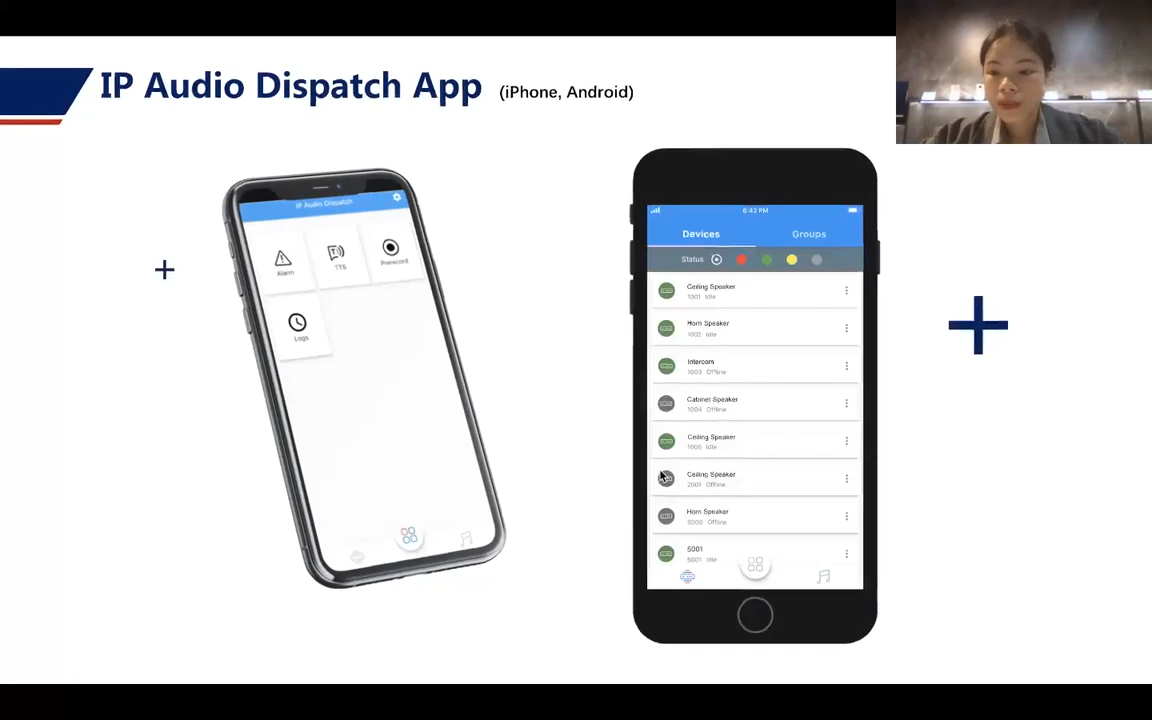 IP Audio Dispatch App (iPhone, Android)
IP Audio Dispatch
Alarm
TTS
Prerecord
Logs
6:42 PM
Devices
Groups
Status
Ceiling Speaker
1001 Idle
Horn Speaker
1002 Idle
Intercom
1003 Offline
Cabinet Speaker
1004 Offline
Ceiling Speaker
Idle
Ceiling Speaker
2001 Offline
Horn Speaker
5000 Offline
5001
5001 Idle